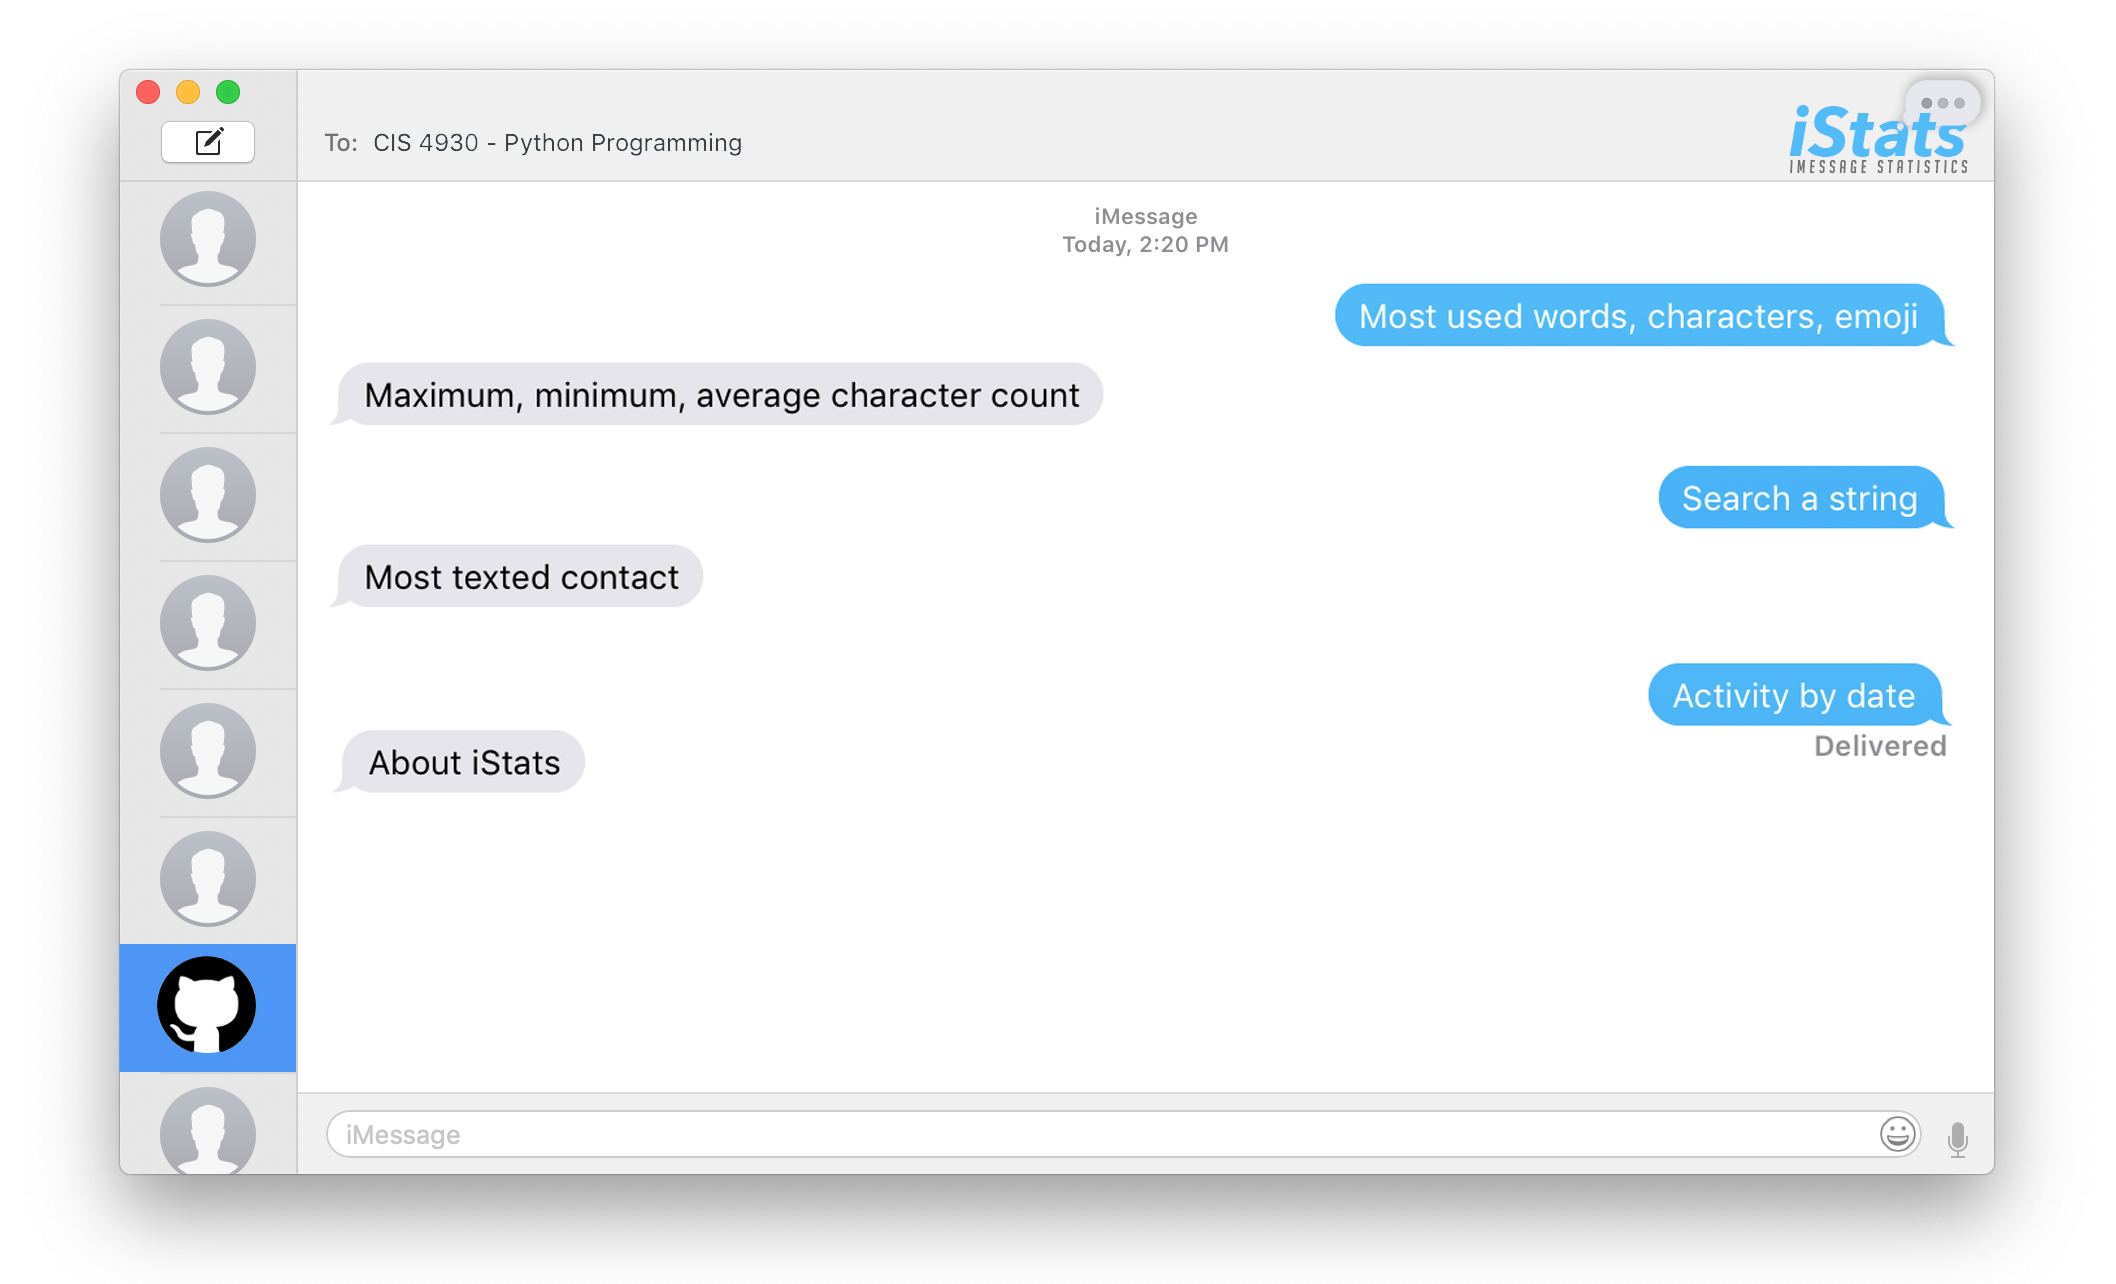 To: CIS 4930 - Python Programming
iStats
IMESSAGE STATISTICS
iMessage
Today, 2:20 PM
Most used words, characters, emoji
Maximum, minimum, average character count
Search a string
Most texted contact
Activity by date
Delivered
About iStats
iMessage